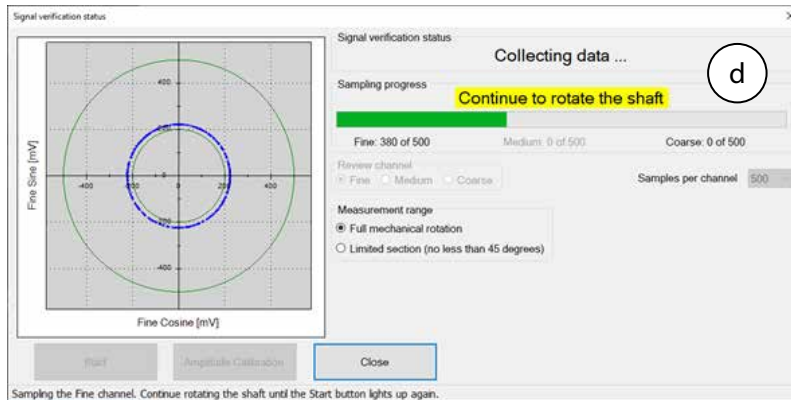 Signal verification status
Signal verification status
Collecting data ...
d
Sampling progress
Continue to rotate the shaft
Fine: 380 of 500 Medium: 0 of 500 Coarse: 0 of 500
Review channel
Fine Medium Coarse
Samples per channel 500
Measurement range
Full mechanical rotation
Limited section (no less than 45 degrees)
Fine Sine [mV]
400
200
-400 -200 0 200 400
-200
-400
Fine Cosine [mV]
Start Amplitude Calibration Close
Sampling the Fine channel. Continue rotating the shaft until the Start button lights up again.